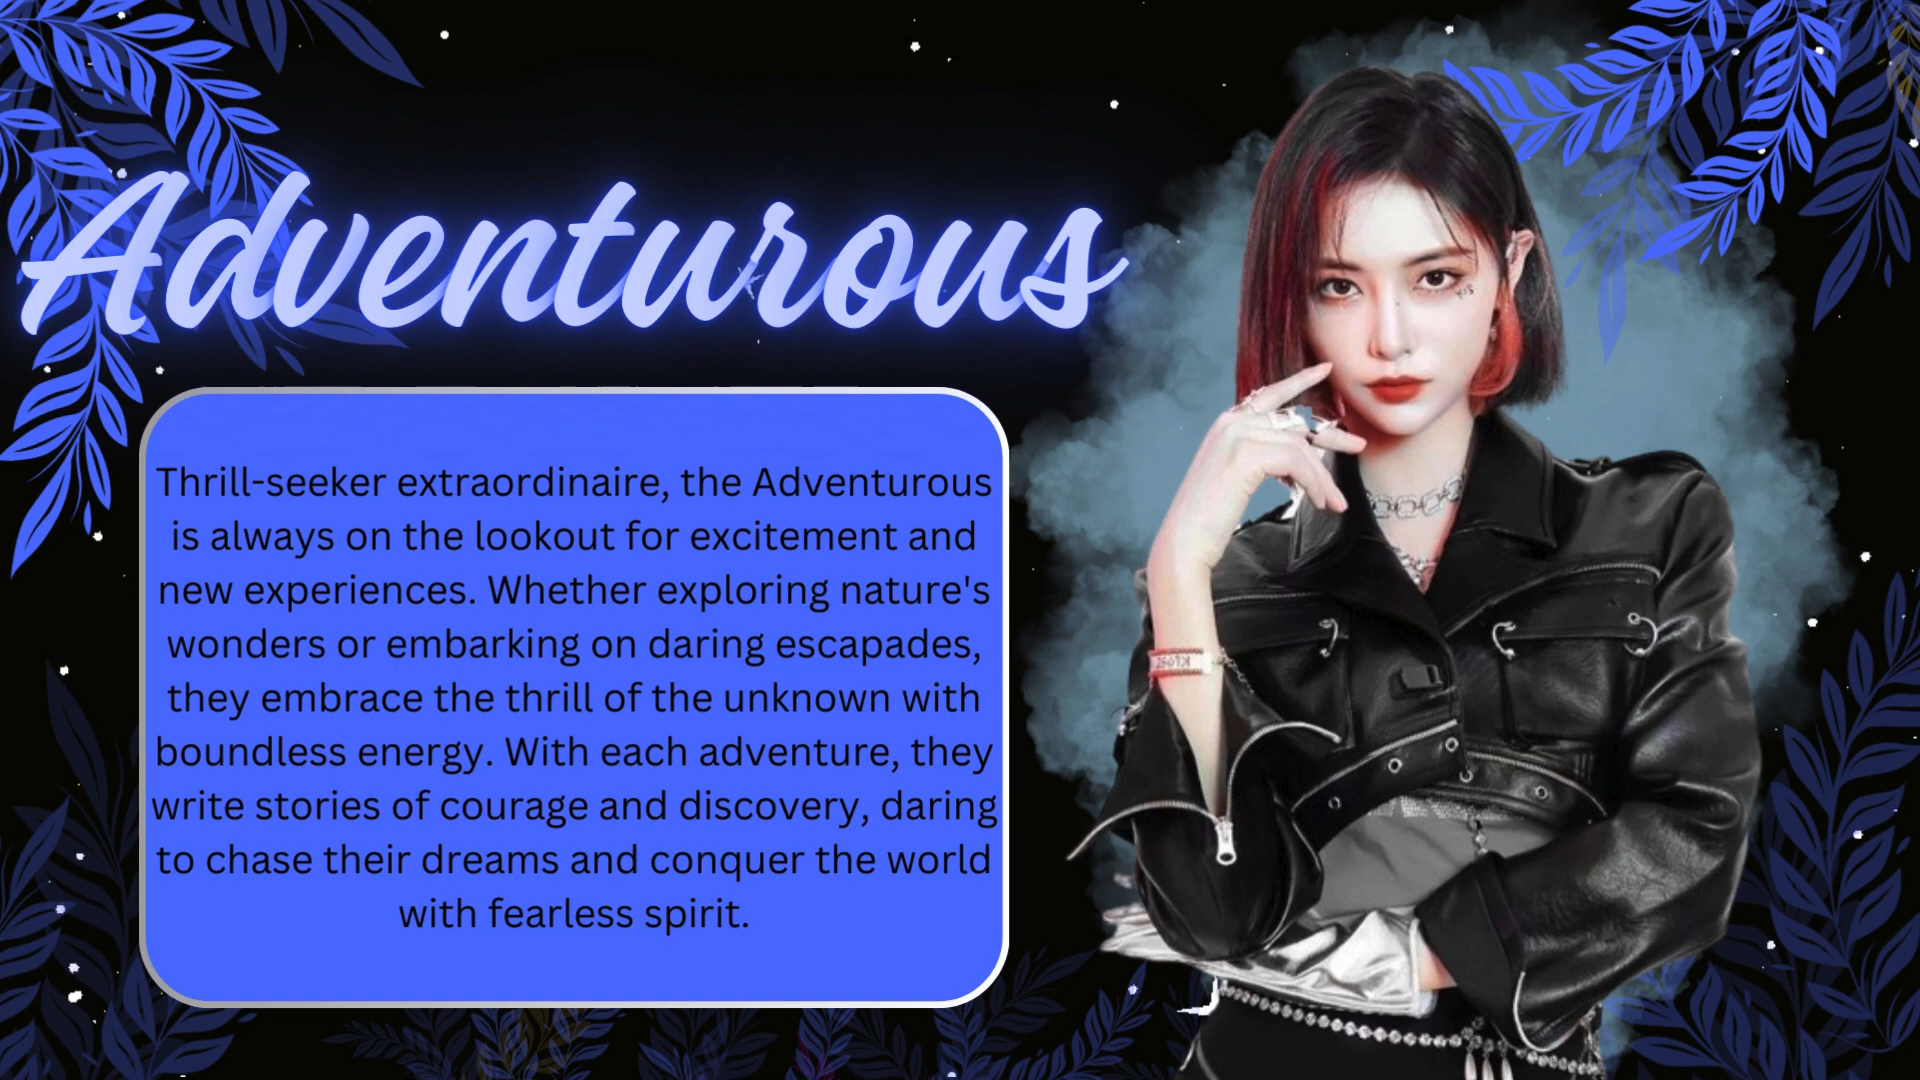 Adventurous
Thrill-seeker extraordinaire, the Adventurous
is always on the lookout for excitement and
new experiences. Whether exploring nature's
wonders or embarking on daring escapades,
they embrace the thrill of the unknown with
boundless energy. With each adventure, they
write stories of courage and discovery, daring
to chase their dreams and conquer the world
with fearless spirit.